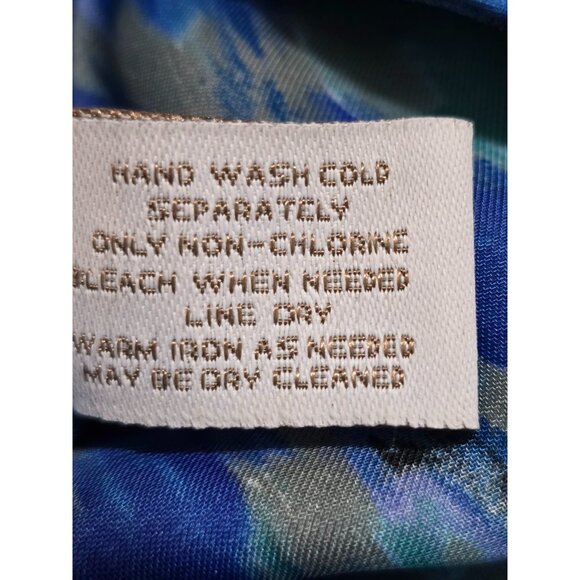 HAND WASH COLD
SEPARATELY
ONLY NON-CHLORINE
BLEACH WHEN NEEDED
LINE DRY
WARM IRON AS NEEDED
MAY BE DRY CLEANED